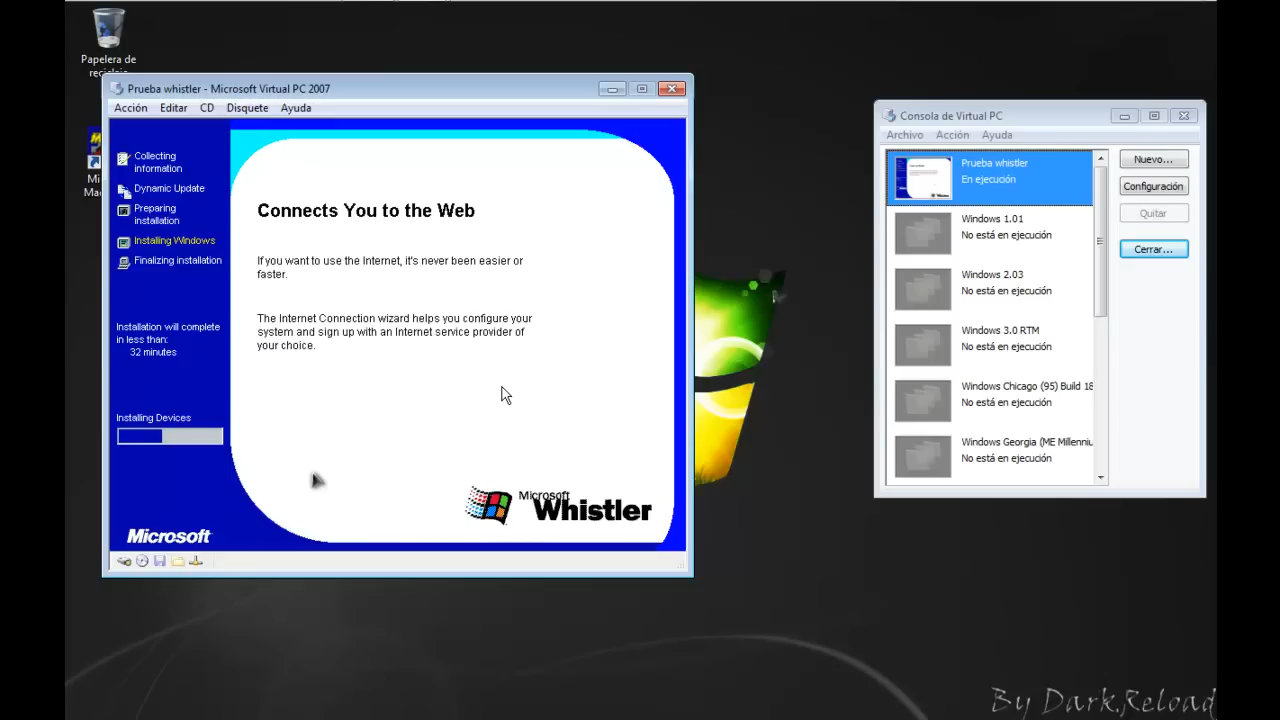 Papelera de
reciclaje
Mi
Mac
Prueba whistler - Microsoft Virtual PC 2007
Acción Editar CD Disquete Ayuda
Collecting
information
Dynamic Update
Preparing
installation
Installing Windows
Finalizing installation
Installation will complete
in less than:
32 minutes
Installing Devices
Microsoft
Connects You to the Web
If you want to use the Internet, it's never been easier or
faster.
The Internet Connection wizard helps you configure your
system and sign up with an Internet service provider of
your choice.
Microsoft
Whistler
Consola de Virtual PC
Archivo Acción Ayuda
Prueba whistler
En ejecución
Windows 1.01
No está en ejecución
Windows 2.03
No está en ejecución
Windows 3.0 RTM
No está en ejecución
Windows Chicago (95) Build 18
No está en ejecución
Windows Georgia (ME Millenniu
No está en ejecución
Nuevo...
Configuración
Quitar
Cerrar...
By Dark.Reload